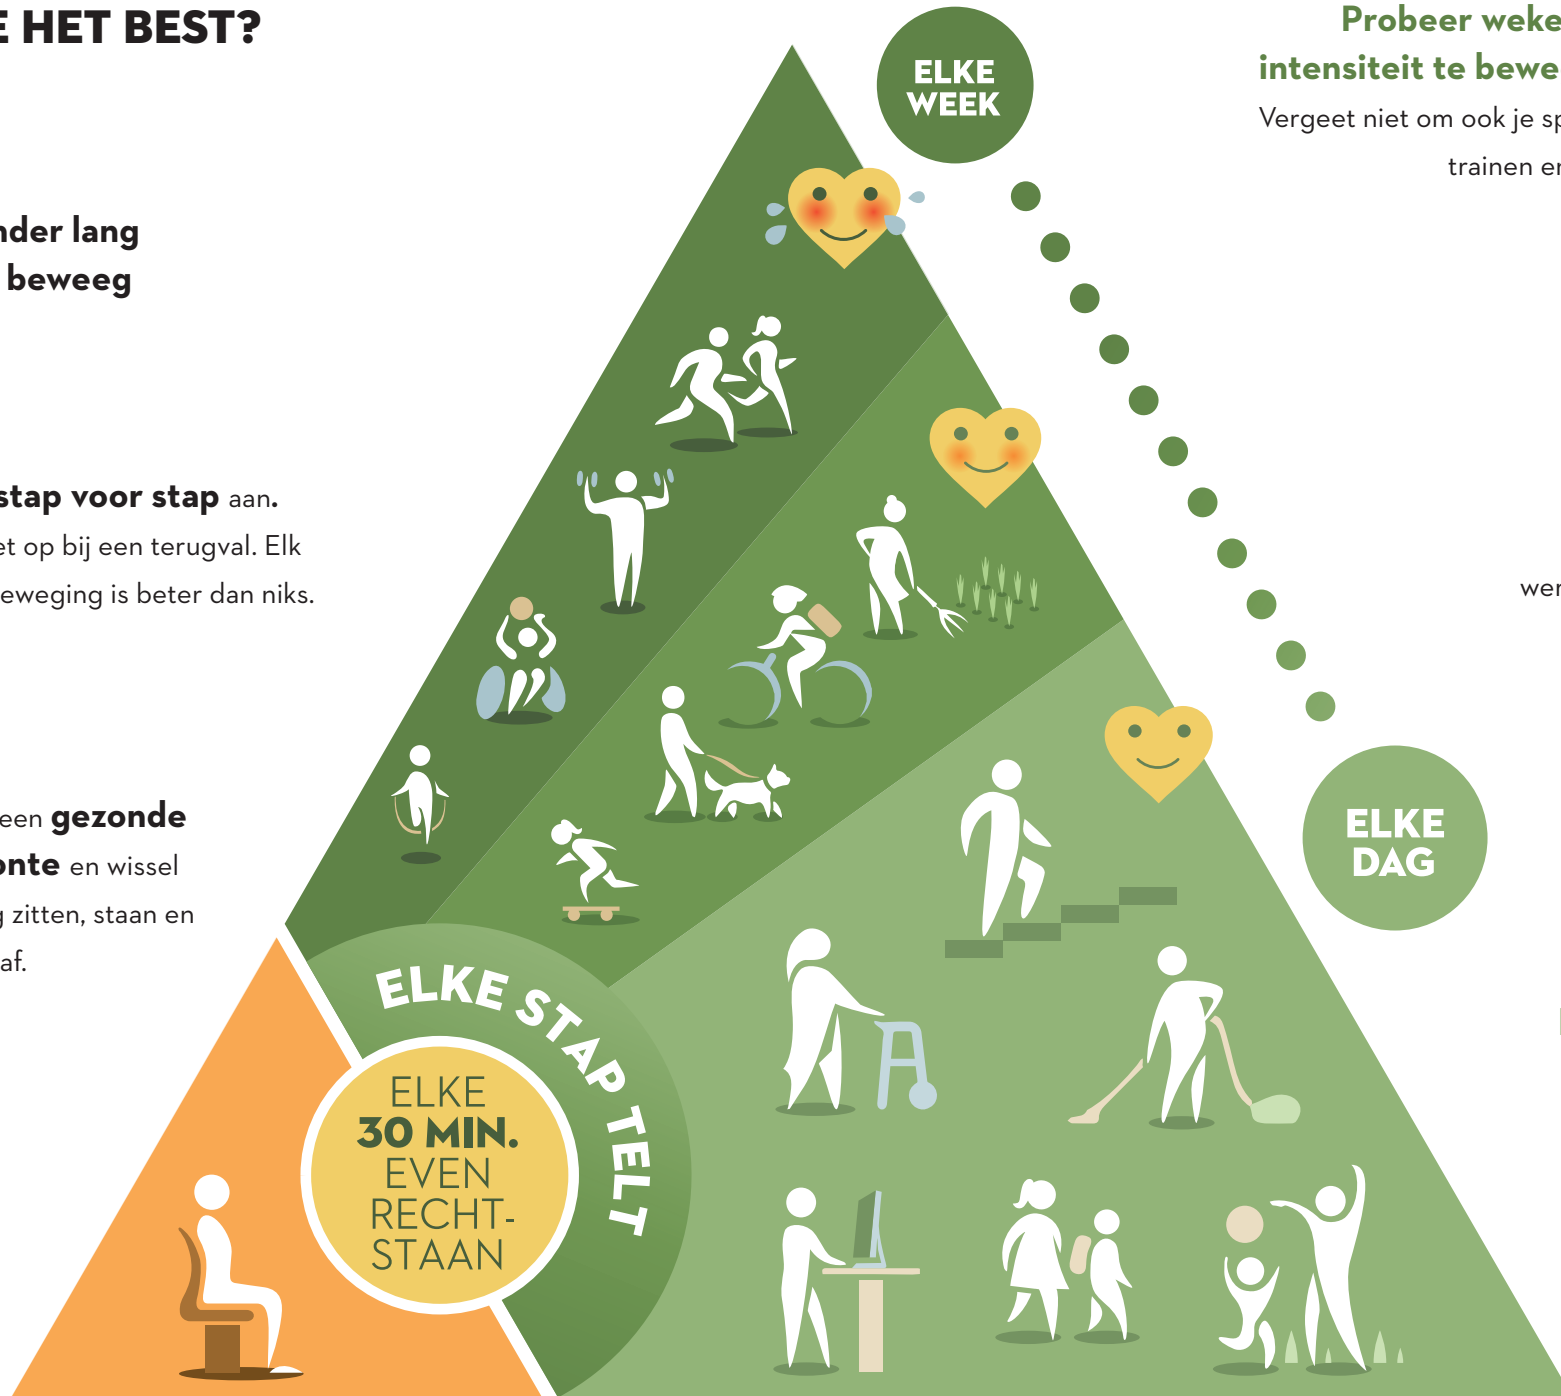 E HET BEST?
nder lang
beweeg
stap voor stap aan.
et op bij een terugval. Elk
eweging is beter dan niks.
een gezonde
onte en wissel
g zitten, staan en
af.
ELKE
WEEK
Probeer weke
intensiteit te bewe
Vergeet niet om ook je sp
trainen er
wer
ELKE
DAG
ELKE STAP TELT
ELKE
30 MIN.
EVEN
RECHT-
STAAN